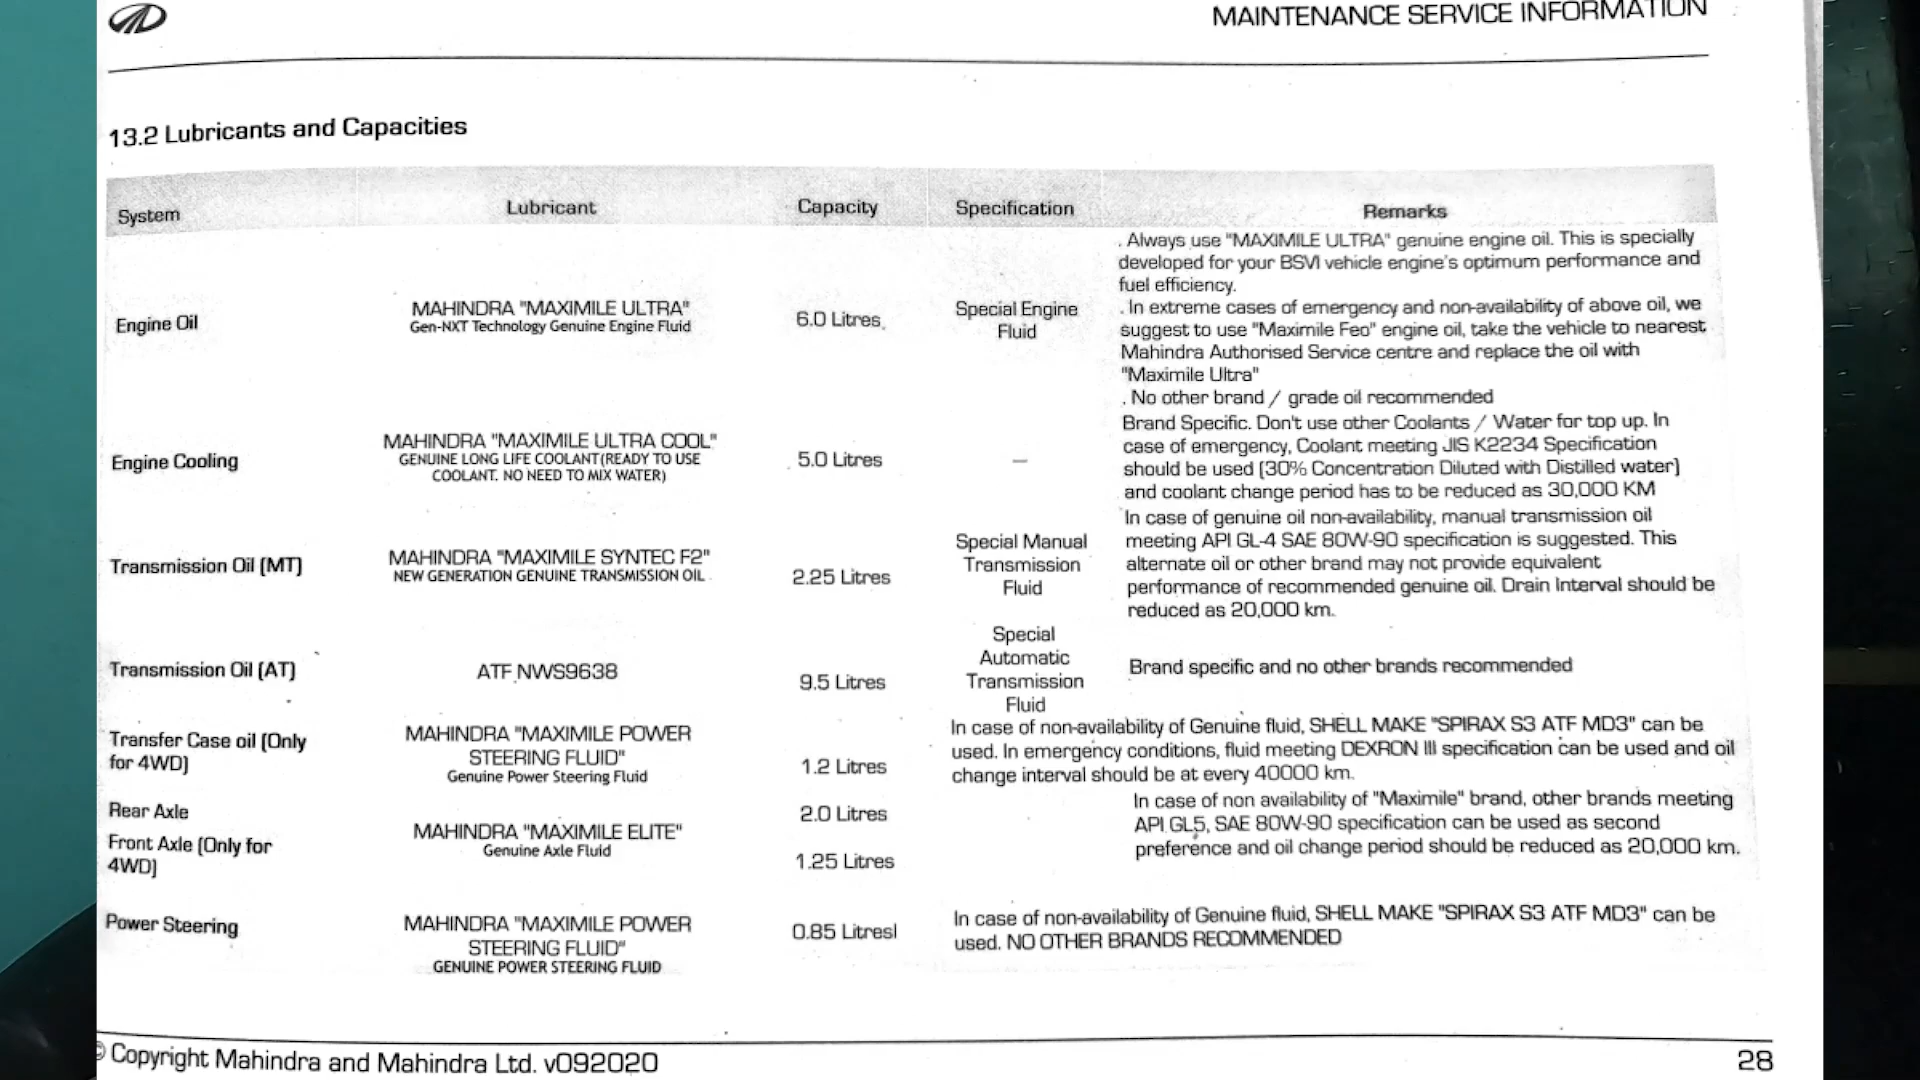 MAINTENANCE SERVICE INFORMATION
13.2 Lubricants and Capacities
System Lubricant Capacity Specification Remarks
Engine Oil
MAHINDRA "MAXIMILE ULTRA"
Gen-NXT Technology Genuine Engine Fluid
6.0 Litres
Special Engine
Fluid
. Always use "MAXIMILE ULTRA" genuine engine oil. This is specially
developed for your BSVI vehicle engine's optimum performance and
fuel efficiency.
. In extreme cases of emergency and non-availability of above oil, we
suggest to use "Maximile Feo" engine oil, take the vehicle to nearest
Mahindra Authorised Service centre and replace the oil with
"Maximile Ultra"
. No other brand / grade oil recommended
Engine Cooling
MAHINDRA "MAXIMILE ULTRA COOL"
GENUINE LONG LIFE COOLANT(READY TO USE
COOLANT. NO NEED TO MIX WATER)
5.0 Litres
—
Brand Specific. Don't use other Coolants / Water for top up. In
case of emergency, Coolant meeting JIS K2234 Specification
should be used (30% Concentration Diluted with Distilled water)
and coolant change period has to be reduced as 30,000 KM
Transmission Oil (MT)
MAHINDRA "MAXIMILE SYNTEC F2"
NEW GENERATION GENUINE TRANSMISSION OIL
2.25 Litres
Special Manual
Transmission
Fluid
In case of genuine oil non-availability, manual transmission oil
meeting API GL-4 SAE 80W-90 specification is suggested. This
alternate oil or other brand may not provide equivalent
performance of recommended genuine oil. Drain Interval should be
reduced as 20,000 km.
Transmission Oil (AT)
ATF NWS9638
9.5 Litres
Special
Automatic
Transmission
Fluid
Brand specific and no other brands recommended
Transfer Case oil (Only
for 4WD)
MAHINDRA "MAXIMILE POWER
STEERING FLUID"
Genuine Power Steering Fluid
1.2 Litres
In case of non-availability of Genuine fluid, SHELL MAKE "SPIRAX S3 ATF MD3" can be
used. In emergency conditions, fluid meeting DEXRON III specification can be used and oil
change interval should be at every 40000 km.
Rear Axle
2.0 Litres
Front Axle (Only for
4WD)
MAHINDRA "MAXIMILE ELITE"
Genuine Axle Fluid
1.25 Litres
In case of non availability of "Maximile" brand, other brands meeting
API GL5, SAE 80W-90 specification can be used as second
preference and oil change period should be reduced as 20,000 km.
Power Steering
MAHINDRA "MAXIMILE POWER
STEERING FLUID"
GENUINE POWER STEERING FLUID
0.85 Litresl
In case of non-availability of Genuine fluid, SHELL MAKE "SPIRAX S3 ATF MD3" can be
used. NO OTHER BRANDS RECOMMENDED
© Copyright Mahindra and Mahindra Ltd. v092020
28